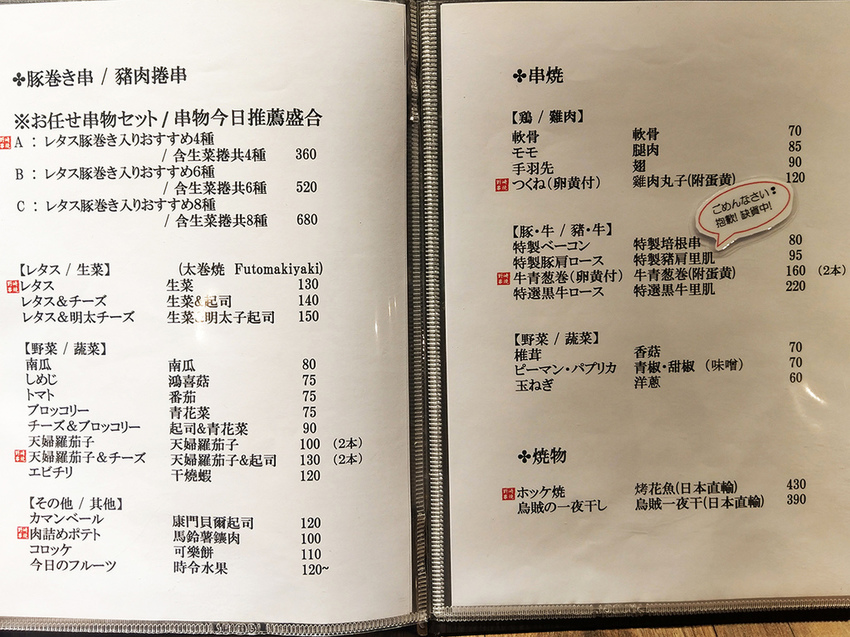 ✤豚巻き串 / 豬肉捲串
※お任せ串物セット / 串物今日推薦盛合
A : レタス豚巻き入りおすすめ4種
/ 含生菜捲共4種 360
B : レタス豚巻き入りおすすめ6種
/ 含生菜捲共6種 520
C : レタス豚巻き入りおすすめ8種
/ 含生菜捲共8種 680
【レタス / 生菜】 (太巻焼 Futomakiyaki)
レタス 生菜 130
レタス&チーズ 生菜&起司 140
レタス&明太チーズ 生菜&明太子起司 150
【野菜 / 蔬菜】
南瓜 南瓜 80
しめじ 鴻喜菇 75
トマト 番茄 75
ブロッコリー 青花菜 75
チーズ&ブロッコリー 起司&青花菜 90
天婦羅茄子 天婦羅茄子 100 (2本)
天婦羅茄子&チーズ 天婦羅茄子&起司 130 (2本)
エビチリ 干燒蝦 120
【その他 / 其他】
カマンベール 康門貝爾起司 120
肉詰めポテト 馬鈴薯鑲肉 100
コロッケ 可樂餅 110
今日のフルーツ 時令水果 120~
✤串焼
【鶏 / 雞肉】
軟骨 軟骨 70
モモ 腿肉 85
手羽先 翅 90
つくね（卵黄付） 雞肉丸子(附蛋黄) 120
ごめんなさい
抱歉! 缺貨中!
【豚・牛 / 豬・牛】
特製ベーコン 特製培根串 80
特製豚肩ロース 特製豬肩里肌 95
牛青葱巻（卵黄付） 牛青葱巻(附蛋黄) 160 (2本)
特選黒牛ロース 特選黒牛里肌 220
【野菜 / 蔬菜】
椎茸 香菇 70
ピーマン・パプリカ 青椒・甜椒 （味噌） 70
玉ねぎ 洋蔥 60
✤焼物
ホッケ焼 烤花魚(日本直輸) 430
烏賊の一夜干し 烏賊一夜干(日本直輸) 390